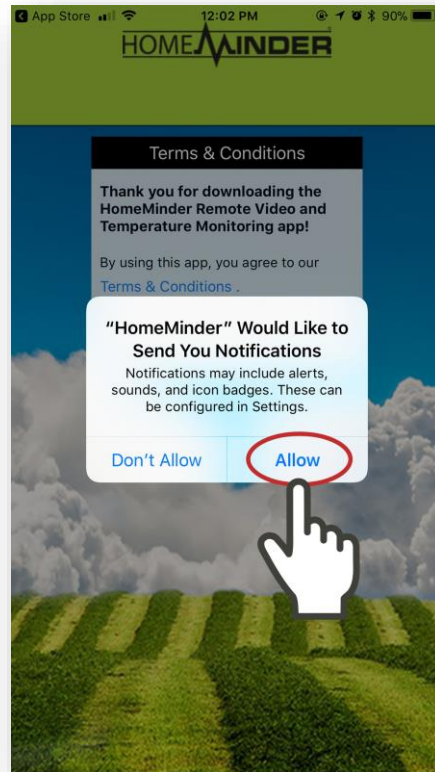 App Store 12:02 PM 90%
HOMEMINDER
Terms & Conditions
Thank you for downloading the
HomeMinder Remote Video and
Temperature Monitoring app!
By using this app, you agree to our
Terms & Conditions .
“HomeMinder” Would Like to
Send You Notifications
Notifications may include alerts,
sounds, and icon badges. These can
be configured in Settings.
Don’t Allow Allow